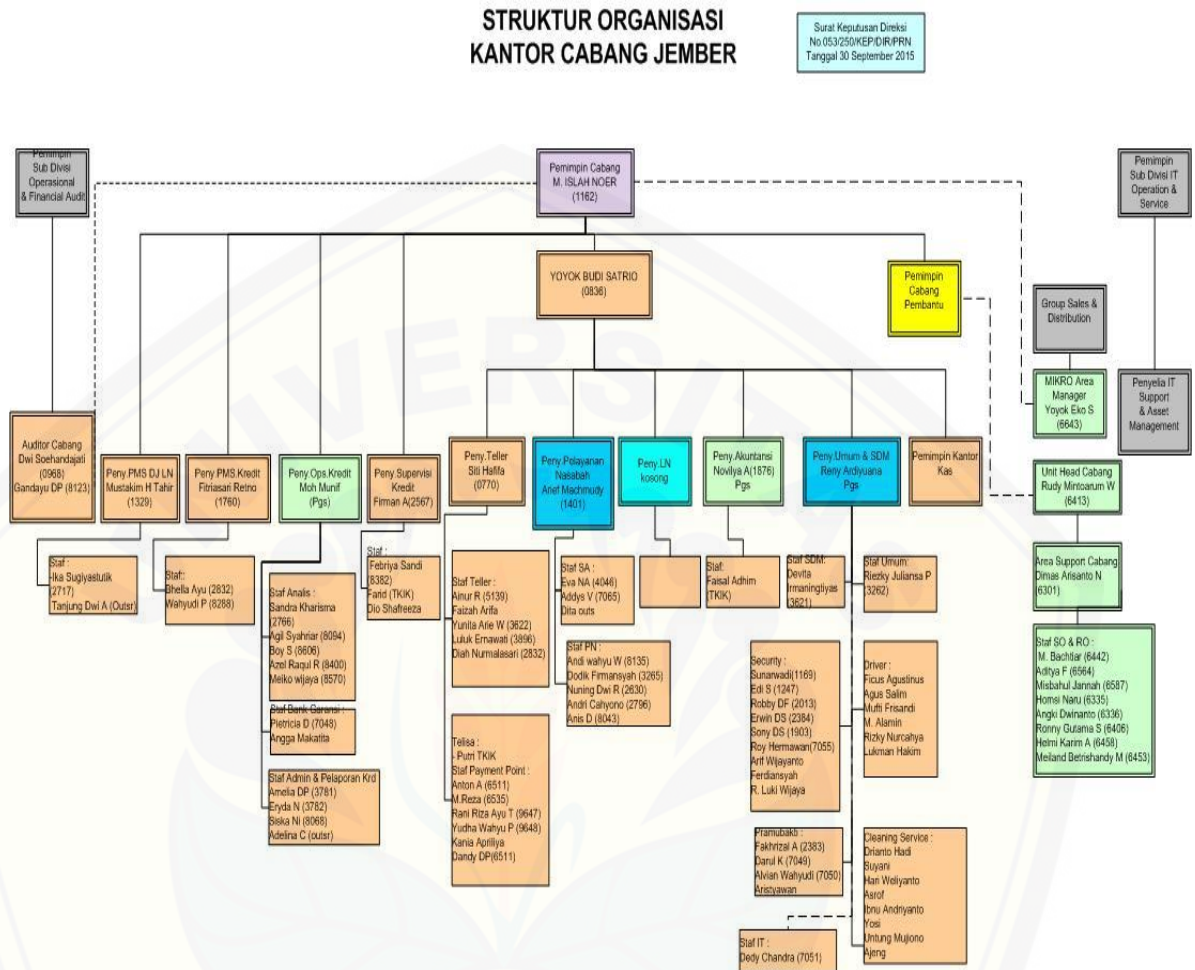 STRUKTUR ORGANISASI
KANTOR CABANG JEMBER
Surat Keputusan Direksi
No.053/250/KEP/DIR/PRN
Tanggal 30 September 2015
Pemimpin
Sub Divisi
Operasional
& Financial Audit
Pemimpin Cabang
M. ISLAH NOER
(1162)
Pemimpin
Sub Divisi IT
Operation &
Service
YOYOK BUDI SATRIO
(0836)
Pemimpin
Cabang
Pembantu
Group Sales &
Distribution
MIKRO Area
Manager
Yoyok Eko S
(6643)
Penyelia IT
Support
& Asset
Management
Auditor Cabang
Dwi Soehandajati
(0968)
Gandayu DP (8123)
Peny.PMS DJ LN
Mustakim H Tahir
(1329)
Peny.PMS.Kredit
Fitriasari Retno
(1760)
Peny.Ops.Kredit
Moh Munif
(Pgs)
Peny.Supervisi
Kredit
Firman A(2567)
Peny.Teller
Siti Hafifa
(0770)
Peny.Pelayanan
Nasabah
Arief Machmudy
(1401)
Peny.LN
kosong
Peny.Akuntansi
Novilya A(1876)
Pgs
Peny.Umum & SDM
Reny Ardiyuana
Pgs
Pemimpin Kantor
Kas
Unit Head Cabang
Rudy Mintoarum W
(6413)
Area Support Cabang
Dimas Arisanto N
(6301)
Staf :
-Ika Sugiyastutik
(2717)
Tanjung Dwi A (Outsr)
Staf:
Bhella Ayu (2832)
Wahyudi P (8288)
Staf Analis :
Sandra Kharisma
(2766)
Agil Syahriar (8094)
Boy S (8606)
Azel Raqul R (8400)
Meiko wijaya (8570)
Staf Bank Garansi :
Pietricia D (7048)
Angga Makatita
Staf Admin & Pelaporan Krd
Amelia DP (3781)
Eryda N (3782)
Siska Ni (8068)
Adelina C (outsr)
Staf :
Febriya Sandi
(8382)
Farid (TKIK)
Dio Shafreeza
Staf Teller :
Ainur R (5139)
Faizah Arifa
Yunita Arie W (3622)
Luluk Ernawati (3896)
Diah Nurmalasari (2832)
Telisa :
- Putri TKIK
Staf Payment Point :
Anton A (6511)
M.Reza (6535)
Rani Riza Ayu T (9647)
Yudha Wahyu P (9648)
Kania Apriliya
Dandy DP(6511)
Staf SA :
Eva NA (4046)
Addys V (7065)
Dita outs
Staf PN :
Andi wahyu W (8135)
Dodik Firmansyah (3265)
Nuning Dwi R (2630)
Andri Cahyono (2796)
Anis D (8043)
Staf:
Faisal Adhim
(TKIK)
Staf SDM:
Devita
Irmaningtiyas
(3621)
Staf Umum:
Riezky Juliansa P
(3262)
Security :
Sunarwadi(1169)
Edi S (1247)
Robby DF (2013)
Erwin DS (2384)
Sony DS (1903)
Roy Hermawan(7055)
Arif Wijayanto
Ferdiansyah
R. Luki Wijaya
Driver :
Ficus Agustinus
Agus Salim
Mufti Frisandi
M. Alamin
Rizky Nurcahya
Lukman Hakim
Pramubakti :
Fakhrizal A (2383)
Darul K (7049)
Alvian Wahyudi (7050)
Aristyawan
Cleaning Service :
Drianto Hadi
Suyani
Hari Weliyanto
Asrof
Ibnu Andriyanto
Yosi
Untung Mujiono
Ajeng
Staf IT :
Dedy Chandra (7051)
Staf SO & RO :
M. Bachtiar (6442)
Aditya F (6564)
Misbahul Jannah (6587)
Homsi Naru (6335)
Angki Dwinanto (6336)
Ronny Gutama S (6406)
Helmi Karim A (6458)
Meiland Betrishandy M (6453)